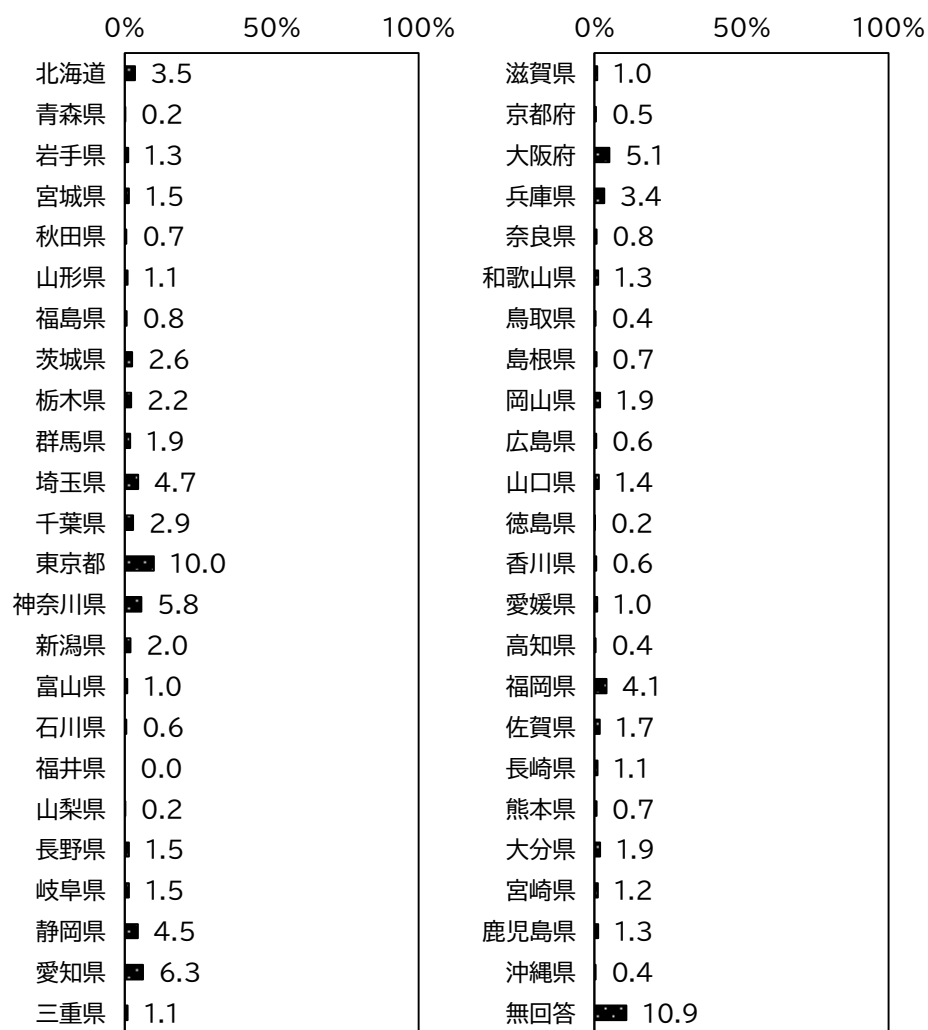 0% 50% 100%
北海道 3.5
青森県 0.2
岩手県 1.3
宮城県 1.5
秋田県 0.7
山形県 1.1
福島県 0.8
茨城県 2.6
栃木県 2.2
群馬県 1.9
埼玉県 4.7
千葉県 2.9
東京都 10.0
神奈川県 5.8
新潟県 2.0
富山県 1.0
石川県 0.6
福井県 0.0
山梨県 0.2
長野県 1.5
岐阜県 1.5
静岡県 4.5
愛知県 6.3
三重県 1.1
0% 50% 100%
滋賀県 1.0
京都府 0.5
大阪府 5.1
兵庫県 3.4
奈良県 0.8
和歌山県 1.3
鳥取県 0.4
島根県 0.7
岡山県 1.9
広島県 0.6
山口県 1.4
徳島県 0.2
香川県 0.6
愛媛県 1.0
高知県 0.4
福岡県 4.1
佐賀県 1.7
長崎県 1.1
熊本県 0.7
大分県 1.9
宮崎県 1.2
鹿児島県 1.3
沖縄県 0.4
無回答 10.9